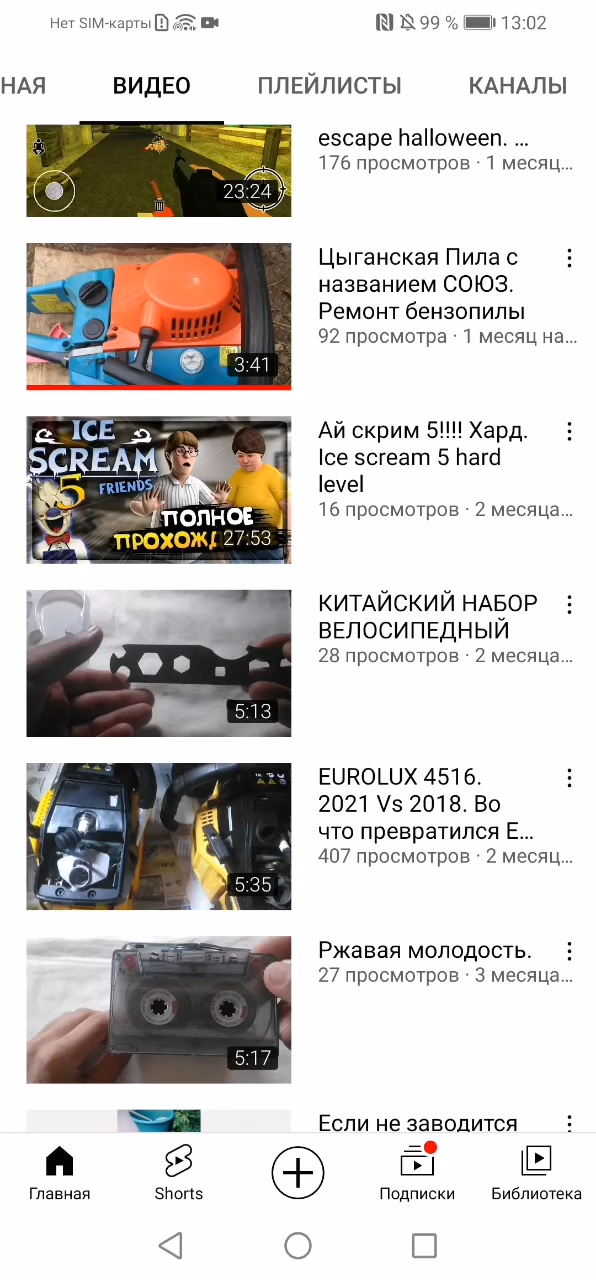 Нет SIM-карты 99 % 13:02
НАЯ ВИДЕО ПЛЕЙЛИСТЫ КАНАЛЫ
escape halloween. ...
176 просмотров · 1 месяц...
23:24
Цыганская Пила с
названием СОЮЗ.
Ремонт бензопилы
92 просмотра · 1 месяц на...
3:41
ICE
SCREAM
5 FRIENDS
ПОЛНОЕ
ПРОХОЖД
27:53
Ай скрим 5!!!! Хард.
Ice scream 5 hard
level
16 просмотров · 2 месяца...
КИТАЙСКИЙ НАБОР
ВЕЛОСИПЕДНЫЙ
28 просмотров · 2 месяца...
5:13
EUROLUX 4516.
2021 Vs 2018. Во
что превратился E...
407 просмотров · 2 месяц...
5:35
Ржавая молодость.
27 просмотров · 3 месяца...
5:17
Если не заводится
Главная Shorts Подписки Библиотека